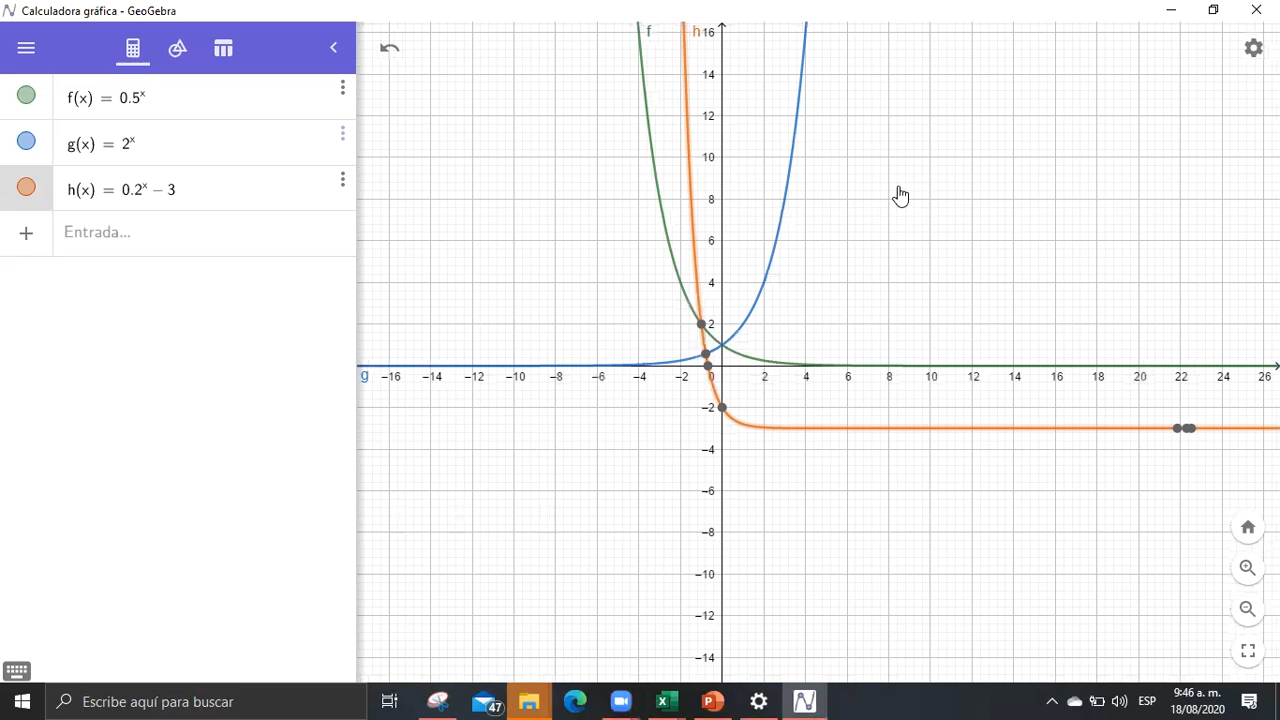 Calculadora gráfica - GeoGebra
f(x) = 0.5ˣ
g(x) = 2ˣ
h(x) = 0.2ˣ − 3
Entrada...
f
h
g
16
14
12
10
8
6
4
2
−2
−4
−6
−8
−10
−12
−14
−16 −14 −12 −10 −8 −6 −4 −2 0 2 4 6 8 10 12 14 16 18 20 22 24 26
Escribe aquí para buscar
47
ESP
9:46 a. m.
18/08/2020